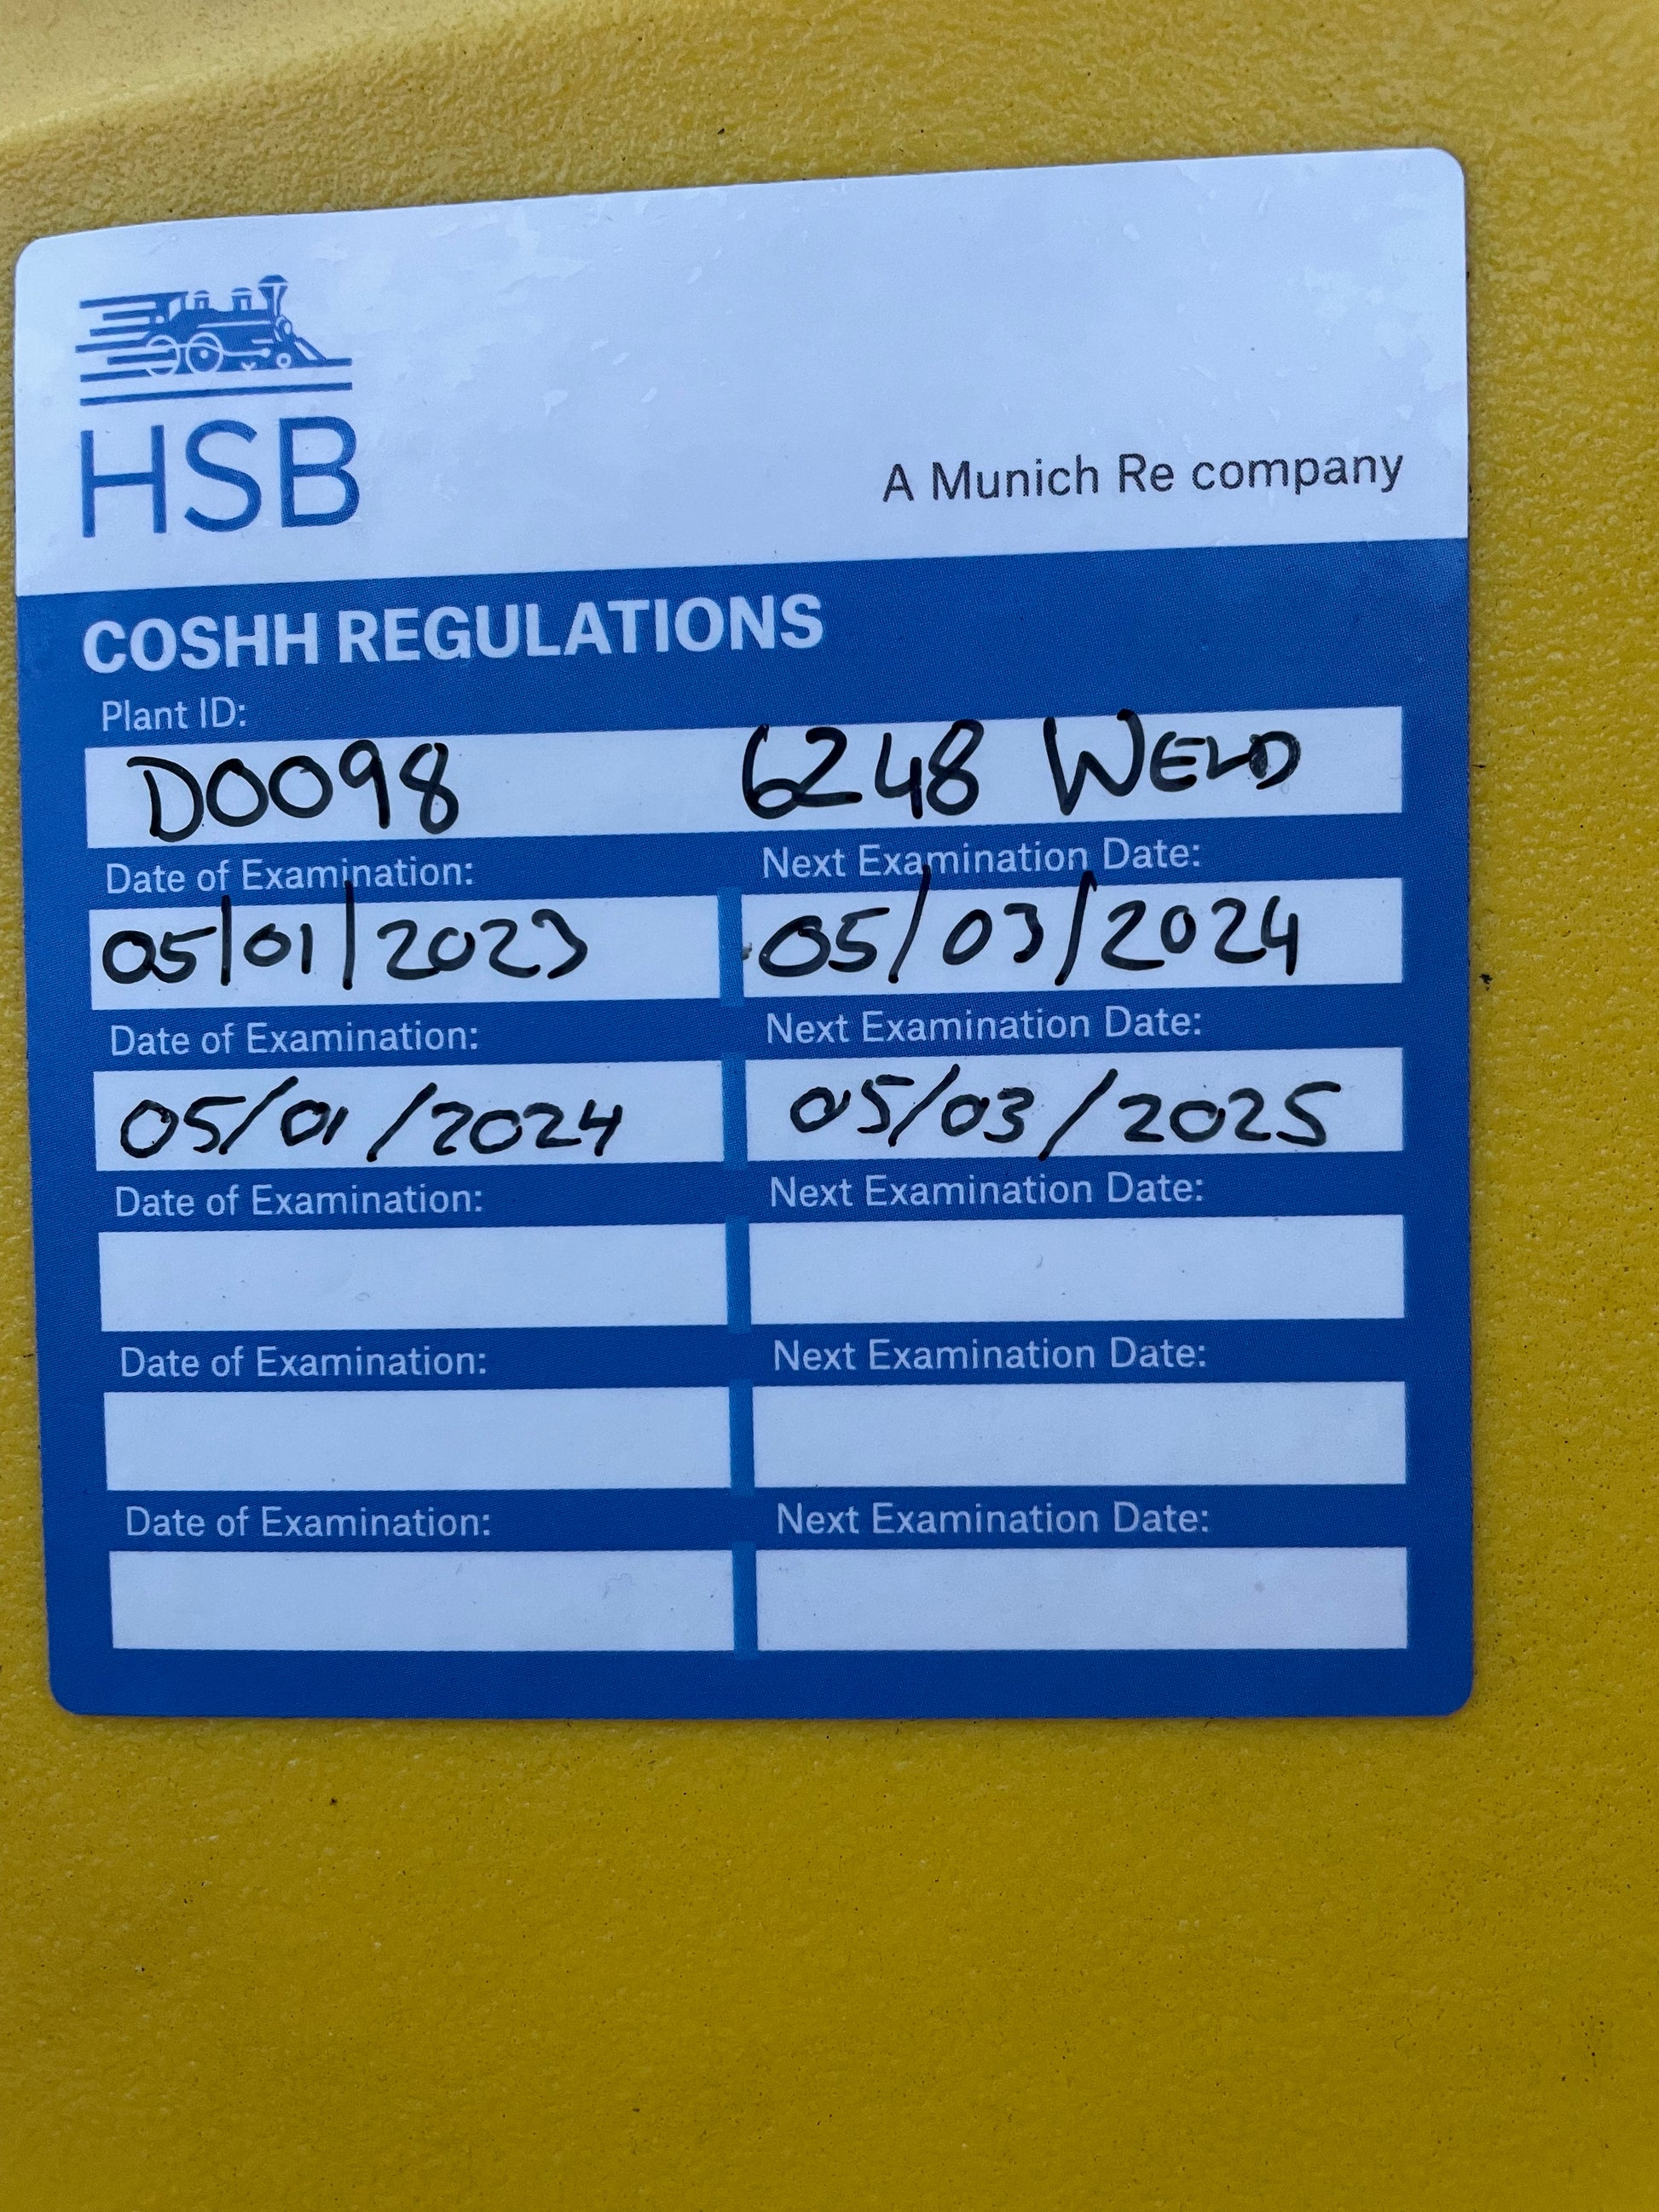 HSB
A Munich Re company
COSHH REGULATIONS
Plant ID:
D0098 6248 WELD
Date of Examination: Next Examination Date:
05/01/2023 05/03/2024
Date of Examination: Next Examination Date:
05/01/2024 05/03/2025
Date of Examination: Next Examination Date:
Date of Examination: Next Examination Date:
Date of Examination: Next Examination Date: